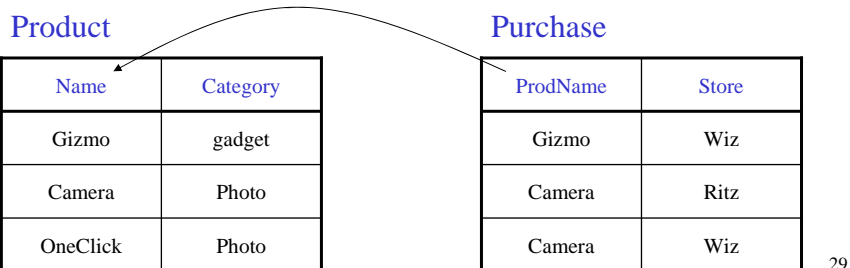 Product Purchase
Name Category ProdName Store
Gizmo gadget Gizmo Wiz
Camera Photo Camera Ritz
OneClick Photo Camera Wiz
29